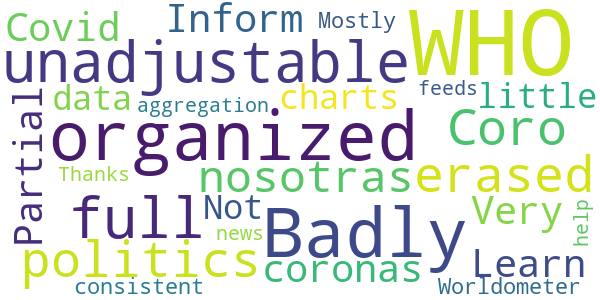 Covid Inform Mostly WHO
unadjustable
feeds little
data aggregation charts
Partial
organized Coro
Thanks nosotras erased
full Not Badly Very help
news
politics coronas Learn
consistent Worldometer